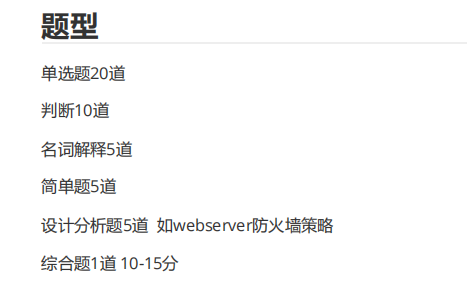 题型
单选题20道
判断10道
名词解释5道
简单题5道
设计分析题5道 如webserver防火墙策略
综合题1道 10-15分